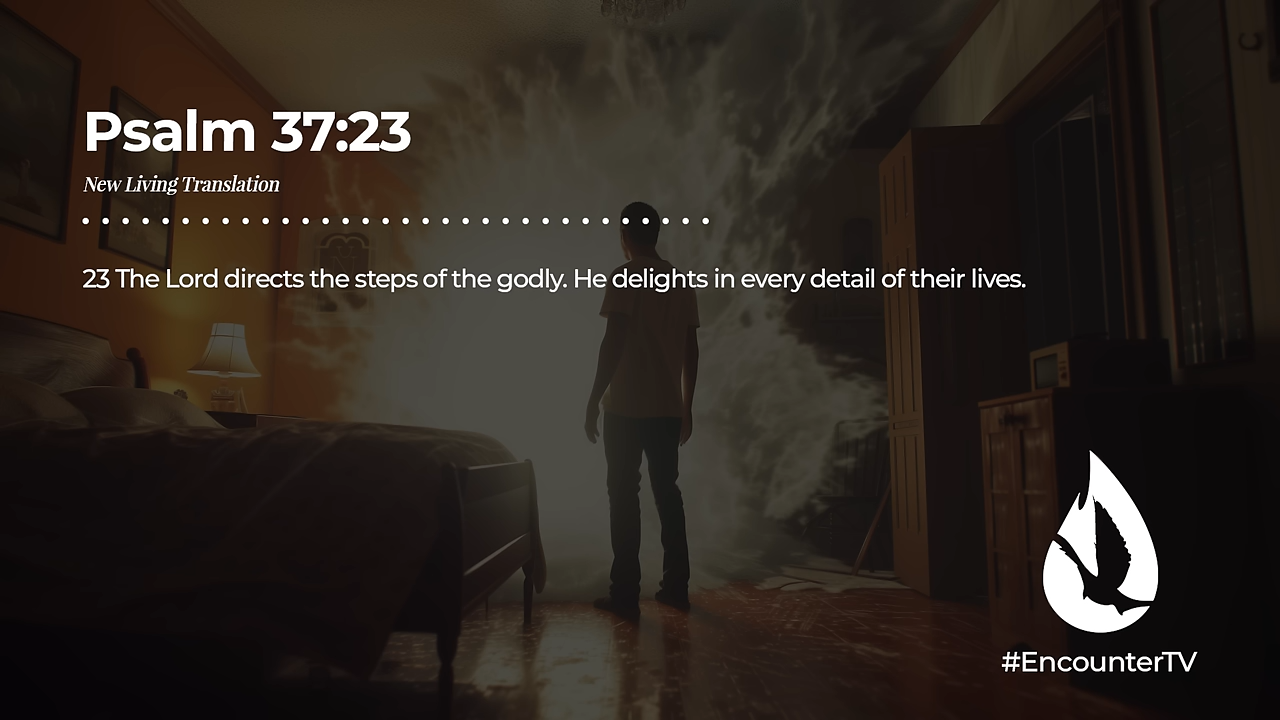 Psalm 37:23
New Living Translation
23 The Lord directs the steps of the godly. He delights in every detail of their lives.
#EncounterTV